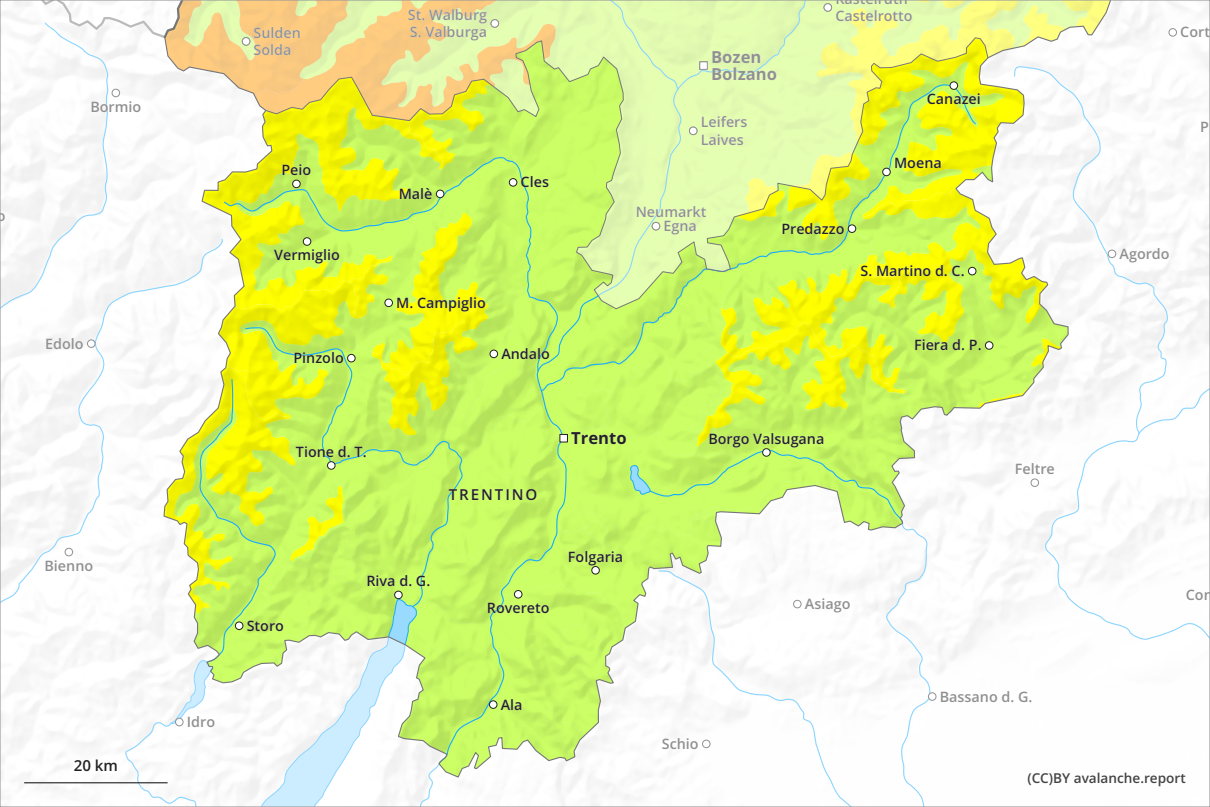 Kastelruth
Castelrotto
St. Walburg
S. Valburga
Sulden
Solda
Cort
Bozen
Bolzano
Bormio
Canazei
Leifers
Laives
Moena
Peio
Malè
Cles
Neumarkt
Egna
Predazzo
Vermiglio
Agordo
S. Martino d. C.
M. Campiglio
Edolo
Pinzolo
Andalo
Fiera d. P.
Trento
Borgo Valsugana
Tione d. T.
Feltre
TRENTINO
Bienno
Folgaria
Riva d. G.
Rovereto
Asiago
Cor
Storo
Bassano d. G.
Ala
Idro
Schio
20 km
(CC)BY avalanche.report